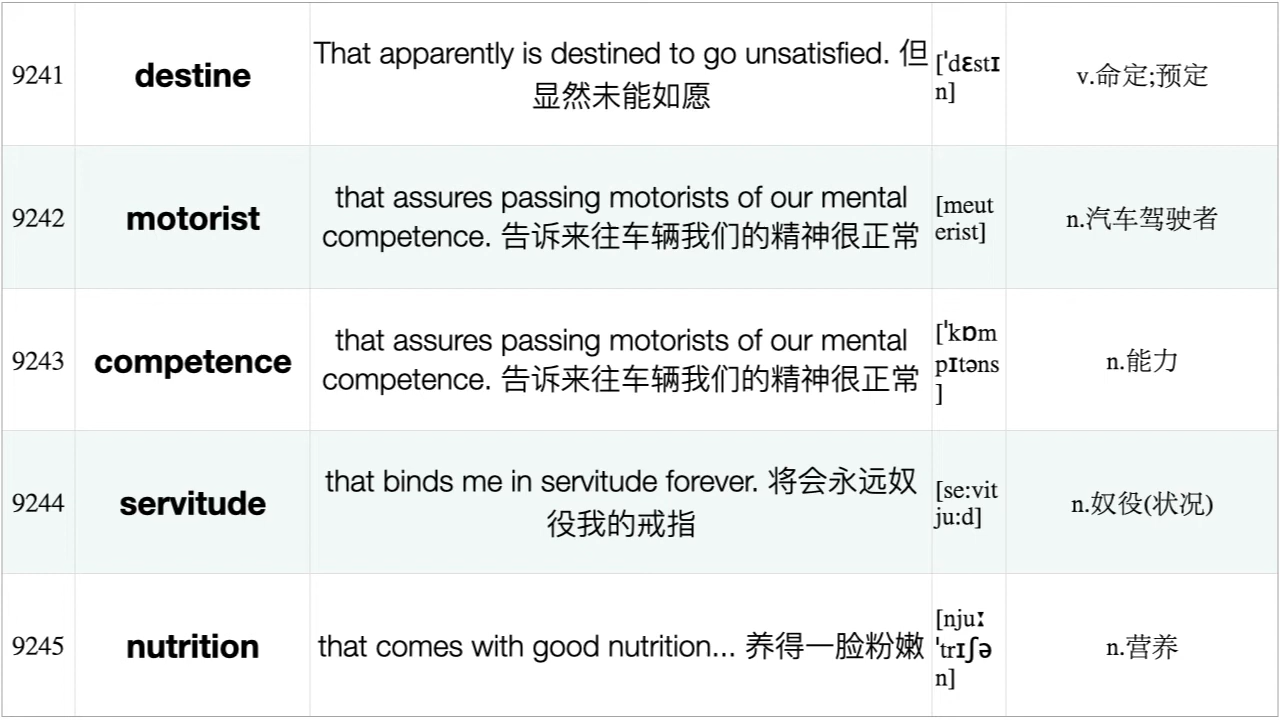 9241
destine
That apparently is destined to go unsatisfied. 但
显然未能如愿
[ˈdɛstɪ
n]
v.命定;预定
9242
motorist
that assures passing motorists of our mental
competence. 告诉来往车辆我们的精神很正常
[meut
erist]
n.汽车驾驶者
9243
competence
that assures passing motorists of our mental
competence. 告诉来往车辆我们的精神很正常
[ˈkɒm
pɪtəns
]
n.能力
9244
servitude
that binds me in servitude forever. 将会永远奴
役我的戒指
[se:vit
ju:d]
n.奴役(状况)
9245
nutrition
that comes with good nutrition... 养得一脸粉嫩
[njuː
ˈtrɪʃə
n]
n.营养